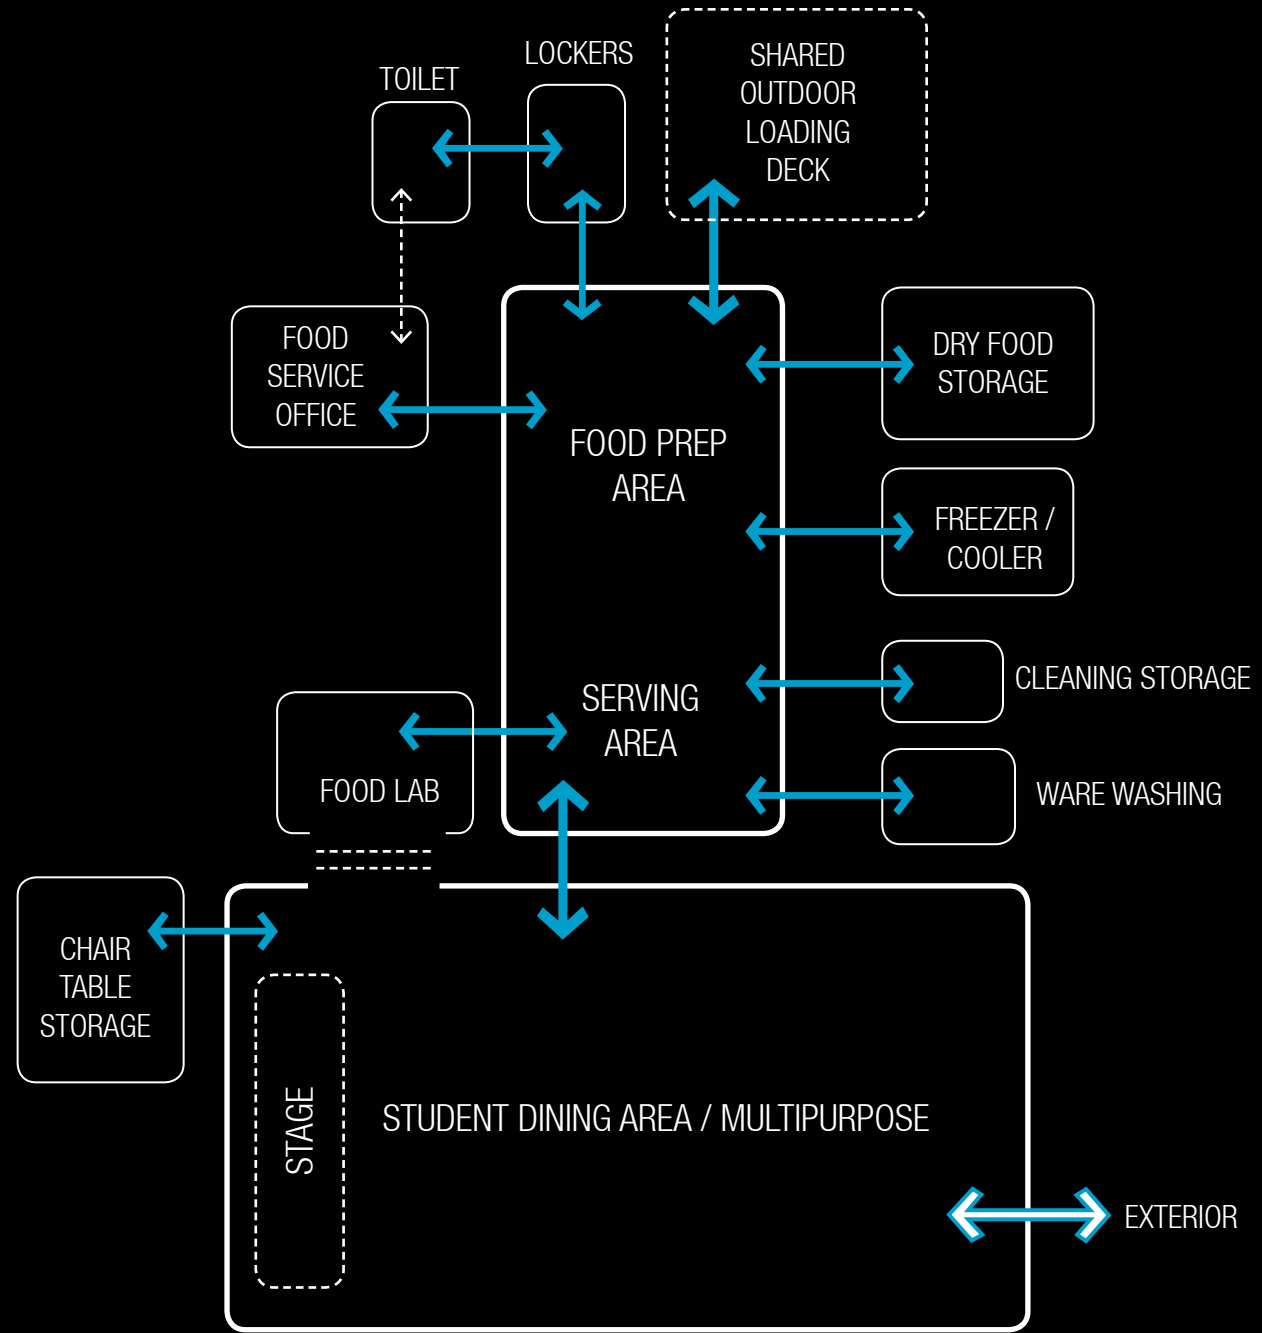 TOILET
LOCKERS
SHARED
OUTDOOR
LOADING
DECK
FOOD
SERVICE
OFFICE
DRY FOOD
STORAGE
FOOD PREP
AREA
FREEZER /
COOLER
SERVING
AREA
CLEANING STORAGE
FOOD LAB
WARE WASHING
CHAIR
TABLE
STORAGE
STAGE
STUDENT DINING AREA / MULTIPURPOSE
EXTERIOR